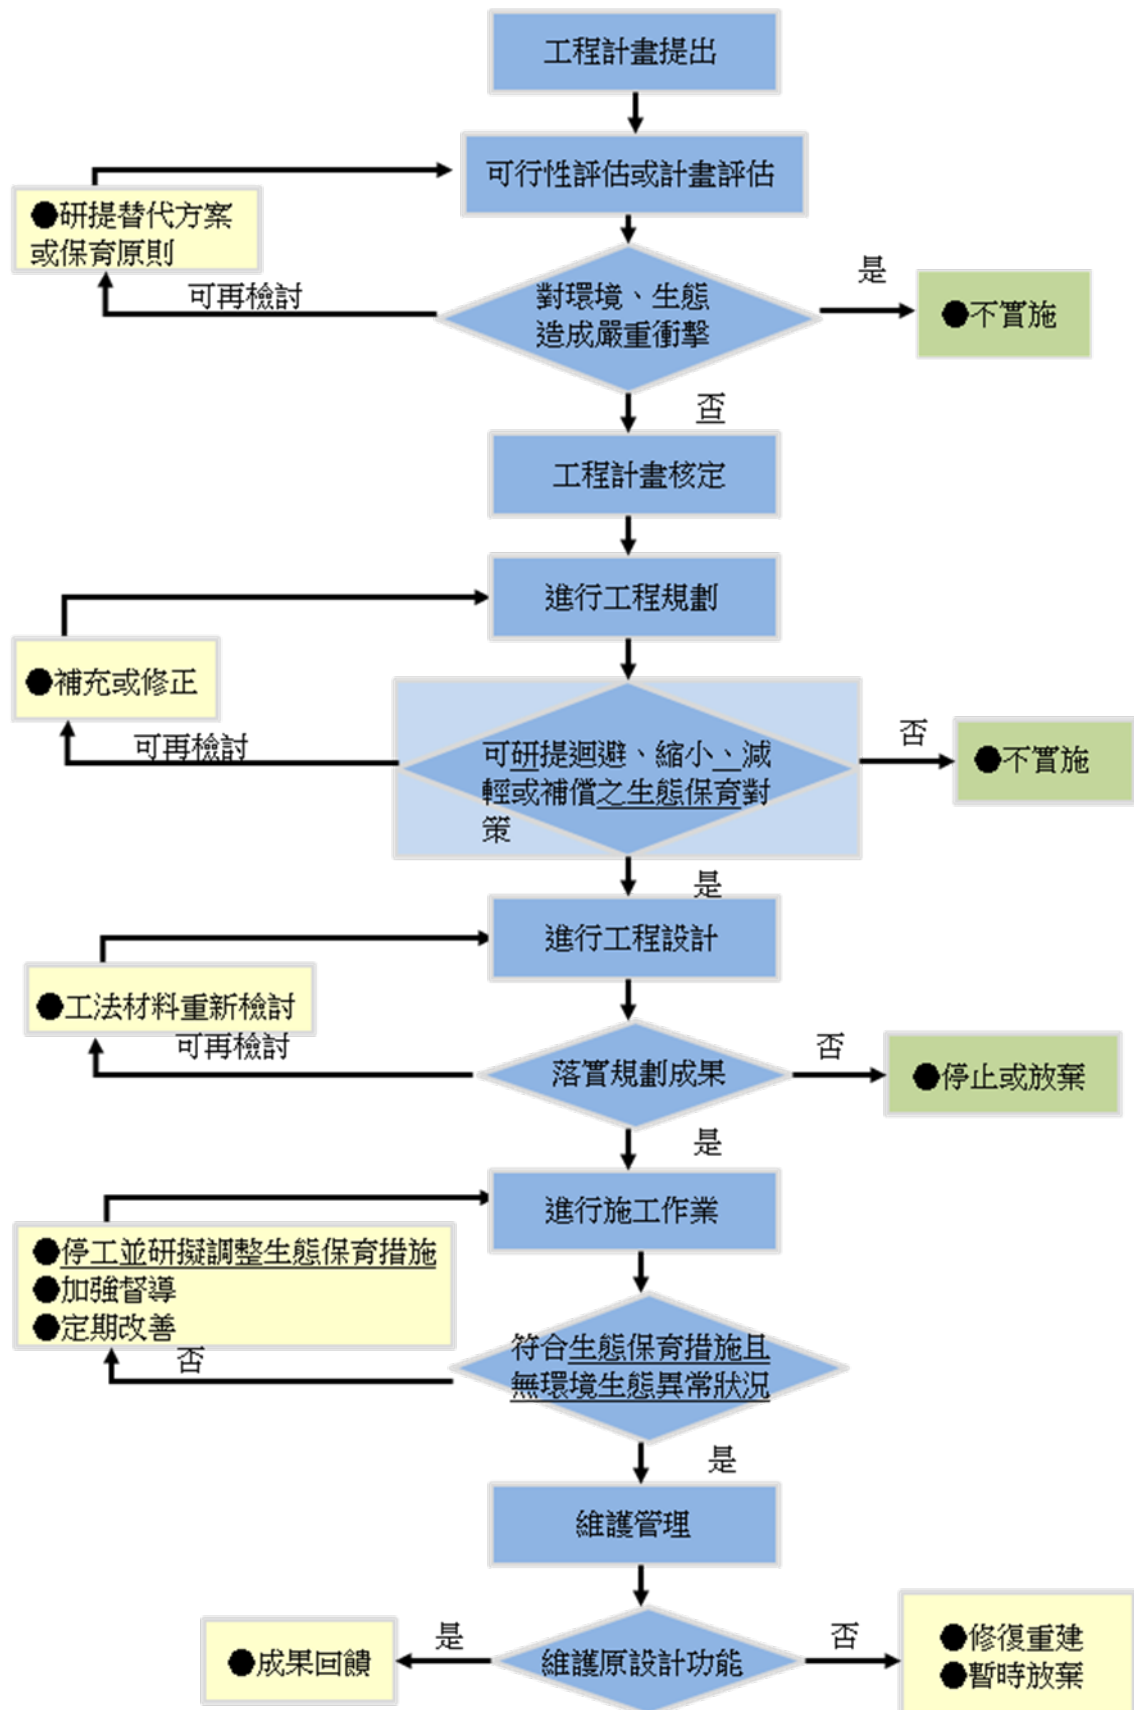 工程計畫提出
可行性評估或計畫評估
●研提替代方案
或保育原則
可再檢討
對環境、生態
造成嚴重衝擊
是
●不實施
否
工程計畫核定
進行工程規劃
●補充或修正
可再檢討
可研提迴避、縮小、減
輕或補償之生態保育對
策
否
●不實施
是
進行工程設計
●工法材料重新檢討
可再檢討
落實規劃成果
否
●停止或放棄
是
進行施工作業
●停工並研擬調整生態保育措施
●加強督導
●定期改善
否
符合生態保育措施且
無環境生態異常狀況
是
維護管理
●成果回饋
是
維護原設計功能
否
●修復重建
●暫時放棄